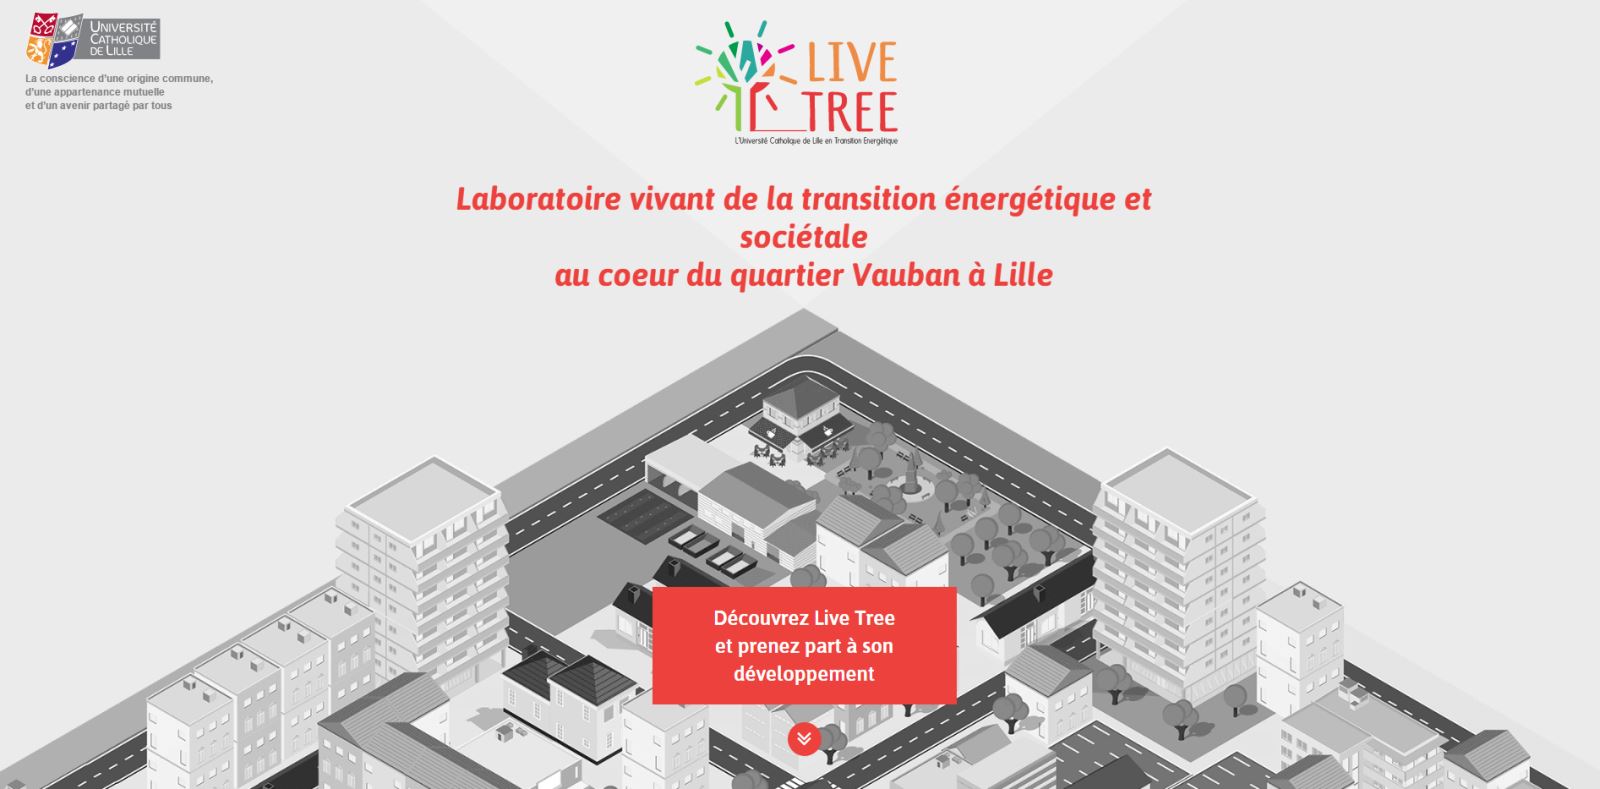 UNIVERSITÉ
CATHOLIQUE
DE LILLE
La conscience d'une origine commune,
d'une appartenance mutuelle
et d'un avenir partagé par tous
LIVE
TREE
L'Université Catholique de Lille en Transition Energétique
Laboratoire vivant de la transition énergétique et
sociétale
au coeur du quartier Vauban à Lille
Découvrez Live Tree
et prenez part à son
développement